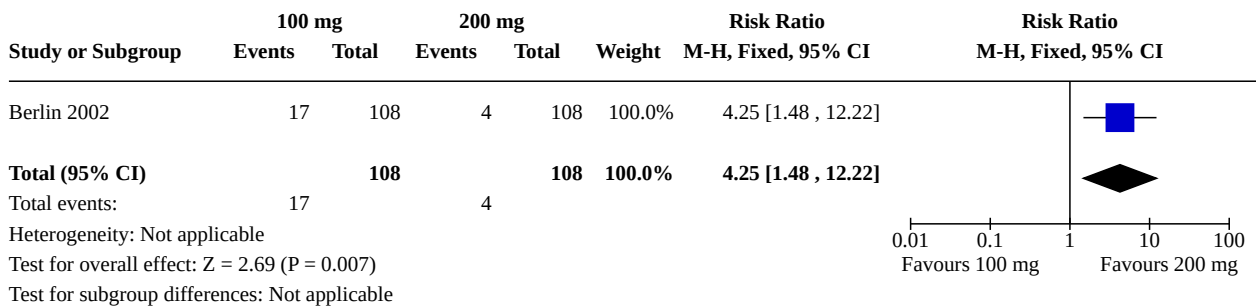 100 mg 200 mg Risk Ratio Risk Ratio
Study or Subgroup Events Total Events Total Weight M-H, Fixed, 95% CI M-H, Fixed, 95% CI
Berlin 2002 17 108 4 108 100.0% 4.25 [1.48 , 12.22]
Total (95% CI) 108 108 100.0% 4.25 [1.48 , 12.22]
Total events: 17 4
Heterogeneity: Not applicable 0.01 0.1 1 10 100
Test for overall effect: Z = 2.69 (P = 0.007) Favours 100 mg Favours 200 mg
Test for subgroup differences: Not applicable